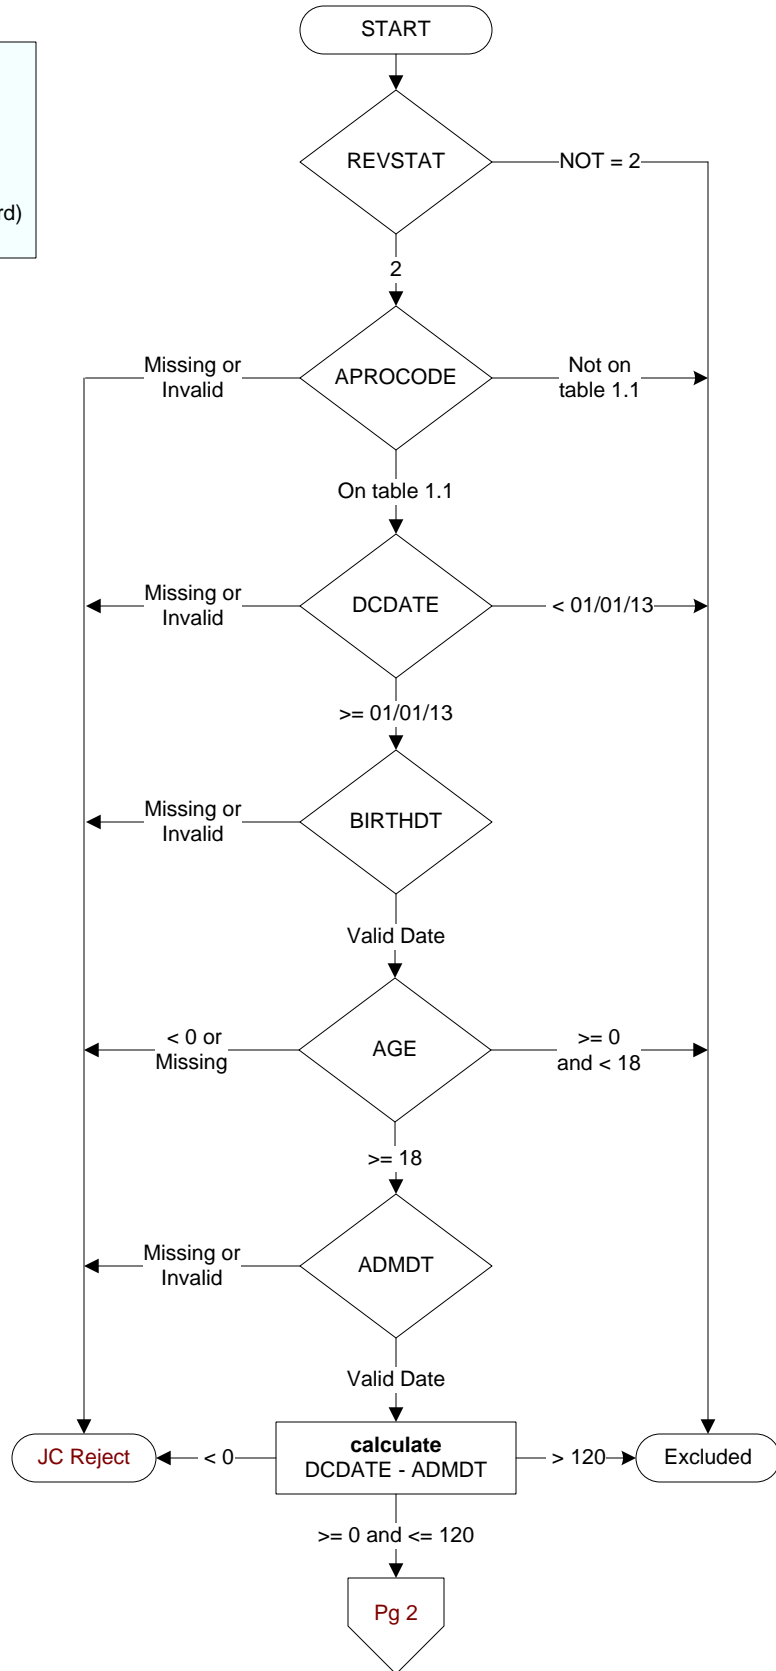 START
rd)
REVSTAT
NOT = 2
2
Missing or
Invalid
APROCODE
Not on
table 1.1
On table 1.1
Missing or
Invalid
DCDATE
< 01/01/13
>= 01/01/13
Missing or
Invalid
BIRTHDT
Valid Date
< 0 or
Missing
AGE
>= 0
and < 18
>= 18
Missing or
Invalid
ADMDT
Valid Date
JC Reject
< 0
calculate
DCDATE - ADMDT
> 120
Excluded
>= 0 and <= 120
Pg 2